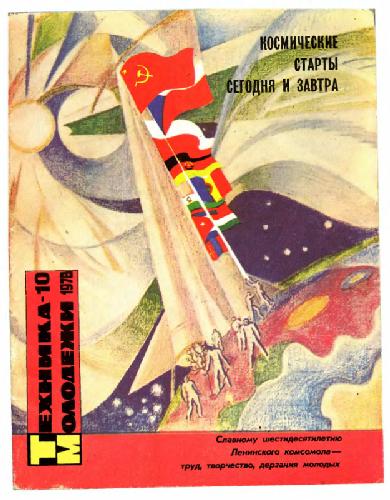 КОСМИЧЕСКИЕ
СТАРТЫ
СЕГОДНЯ И ЗАВТРА
ТЕХНИКА-10
МОЛОДЕЖИ 1978
Славному шестидесятилетию
Ленинского комсомола—
труд, творчество, дерзания молодых